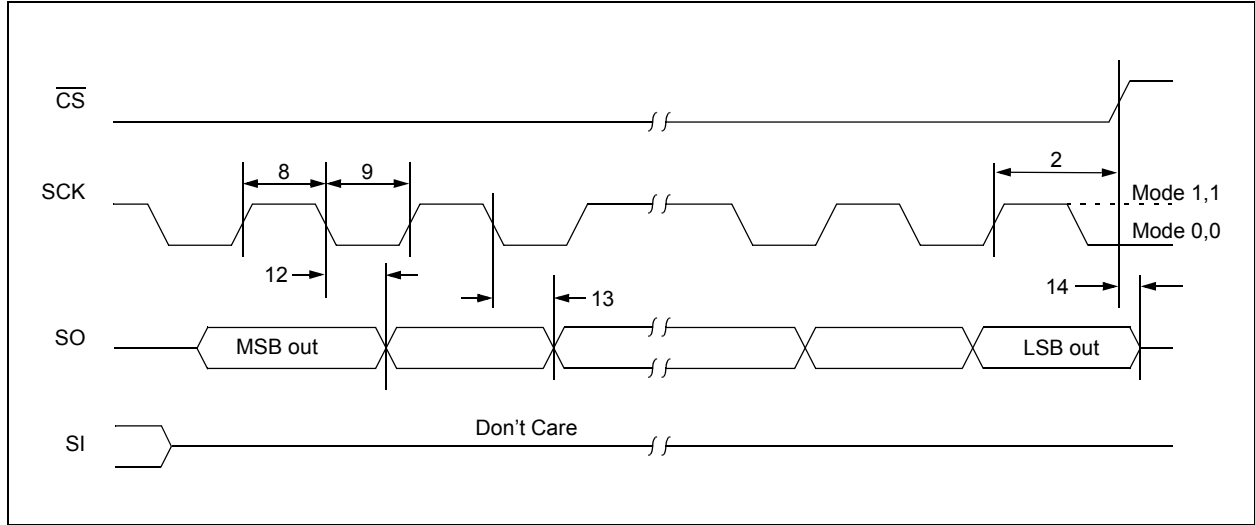 CS
SCK
8
9
2
Mode 1,1
Mode 0,0
12
13
14
SO
MSB out
LSB out
SI
Don't Care